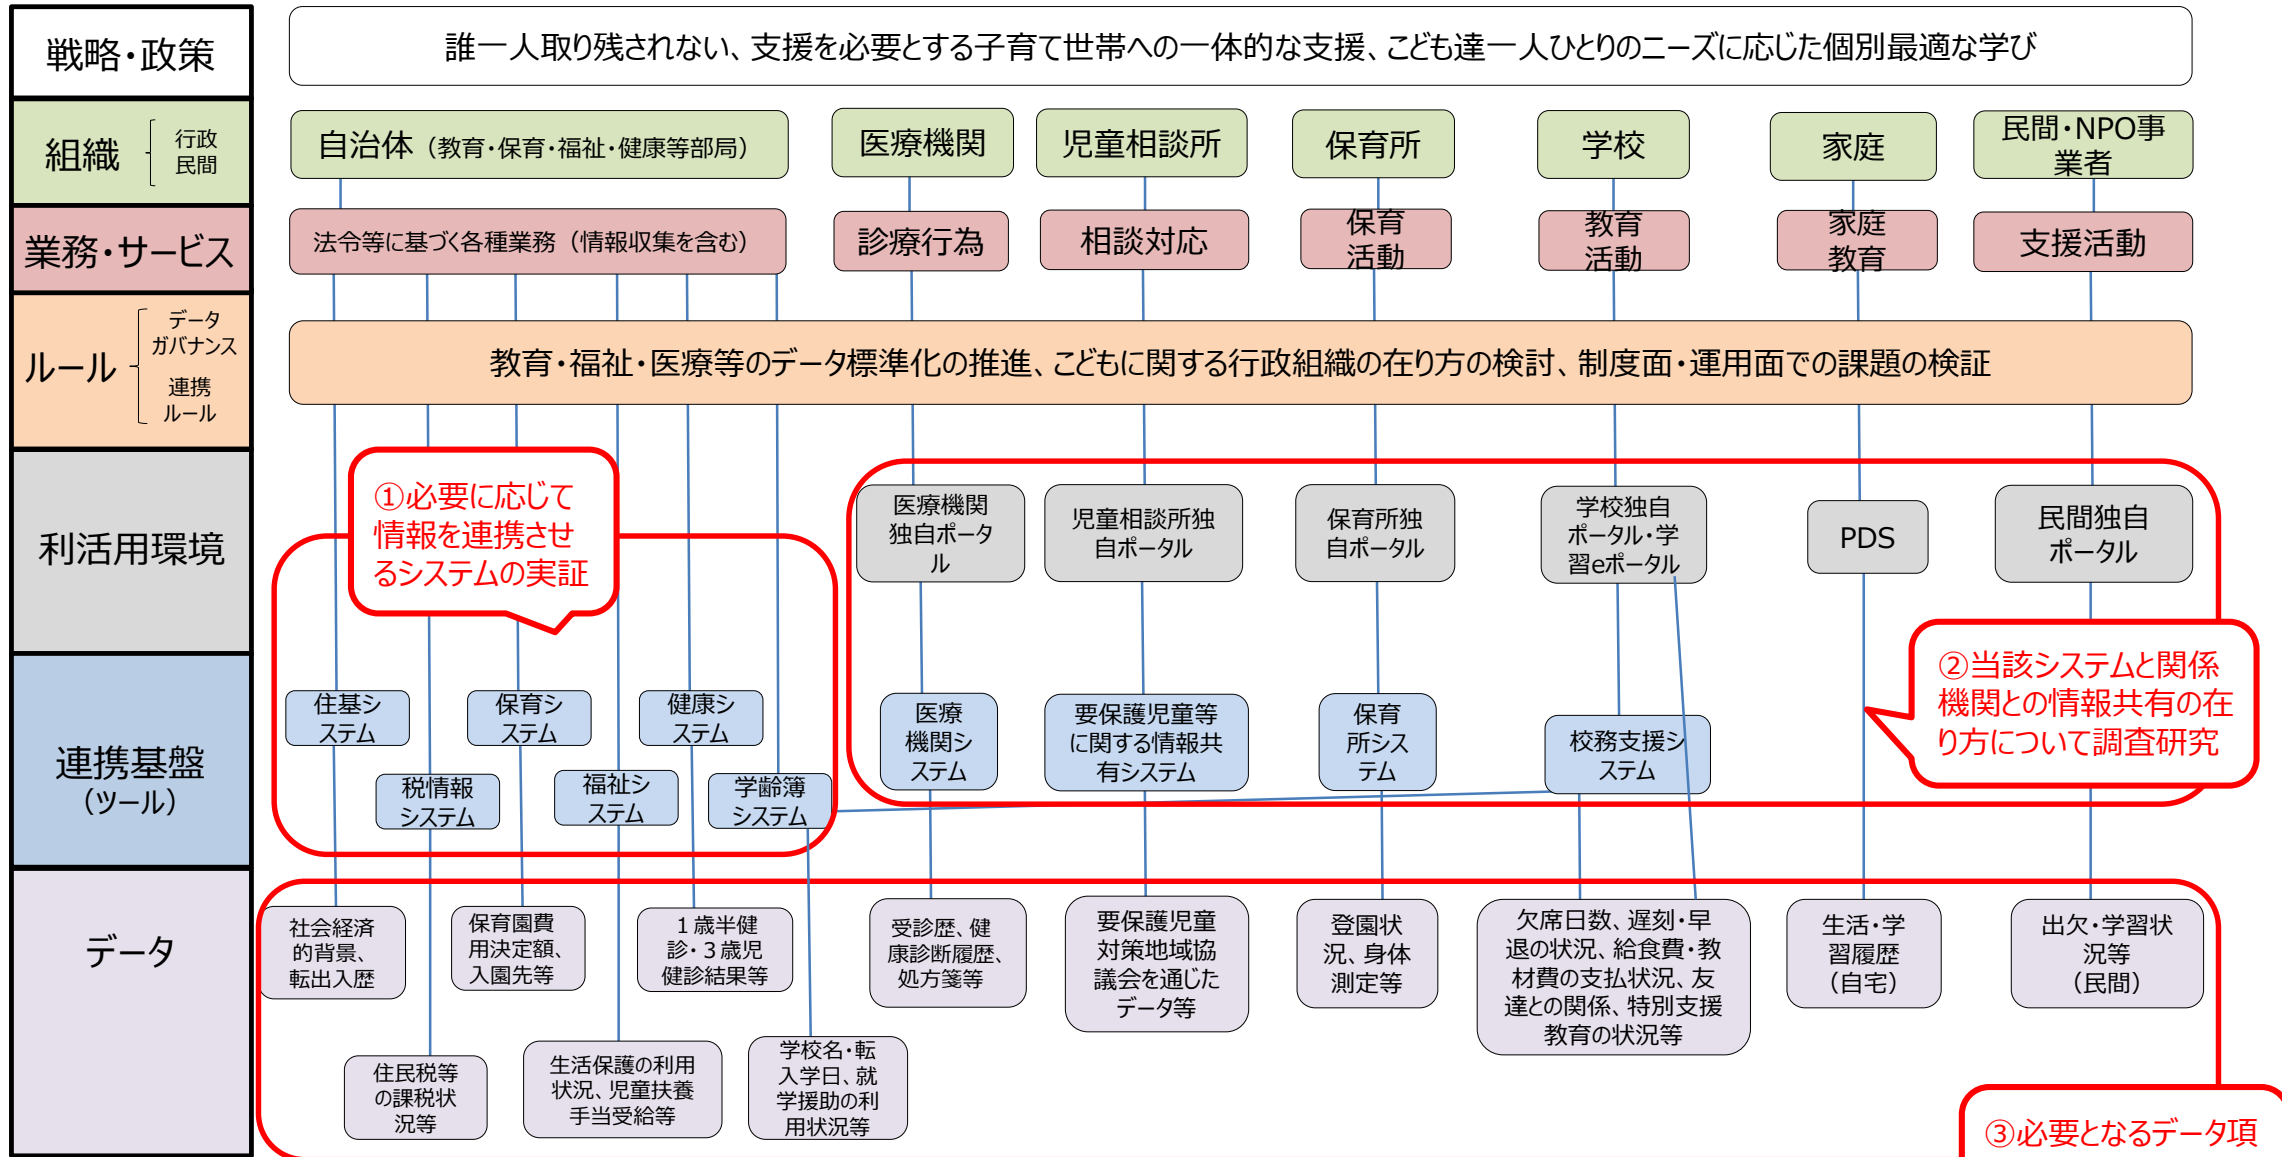 戦略・政策
誰一人取り残されない、支援を必要とする子育て世帯への一体的な支援、こども達一人ひとりのニーズに応じた個別最適な学び
組織
行政
民間
自治体（教育・保育・福祉・健康等部局）
医療機関
児童相談所
保育所
学校
家庭
民間・NPO事
業者
業務・サービス
法令等に基づく各種業務（情報収集を含む）
診療行為
相談対応
保育
活動
教育
活動
家庭
教育
支援活動
ルール
データ
ガバナンス
連携
ルール
教育・福祉・医療等のデータ標準化の推進、こどもに関する行政組織の在り方の検討、制度面・運用面での課題の検証
利活用環境
①必要に応じて
情報を連携させ
るシステムの実証
医療機関
独自ポータ
ル
児童相談所独
自ポータル
保育所独
自ポータル
学校独自
ポータル・学
習eポータル
PDS
民間独自
ポータル
②当該システムと関係
機関との情報共有の在
り方について調査研究
連携基盤
（ツール）
住基シ
ステム
税情報
システム
保育シ
ステム
福祉シ
ステム
健康シ
ステム
学齢簿
システム
医療
機関シ
ステム
要保護児童等
に関する情報共
有システム
保育
所シス
テム
校務支援シ
ステム
データ
社会経済
的背景、
転出入歴
住民税等
の課税状
況等
保育園費
用決定額、
入園先等
生活保護の利用
状況、児童扶養
手当受給等
１歳半健
診・３歳児
健診結果等
学校名・転
入学日、就
学援助の利
用状況等
受診歴、健
康診断履歴、
処方箋等
要保護児童
対策地域協
議会を通じた
データ等
登園状
況、身体
測定等
欠席日数、遅刻・早
退の状況、給食費・教
材費の支払状況、友
達との関係、特別支援
教育の状況等
生活・学
習履歴
（自宅）
出欠・学習状
況等
（民間）
③必要となるデータ項